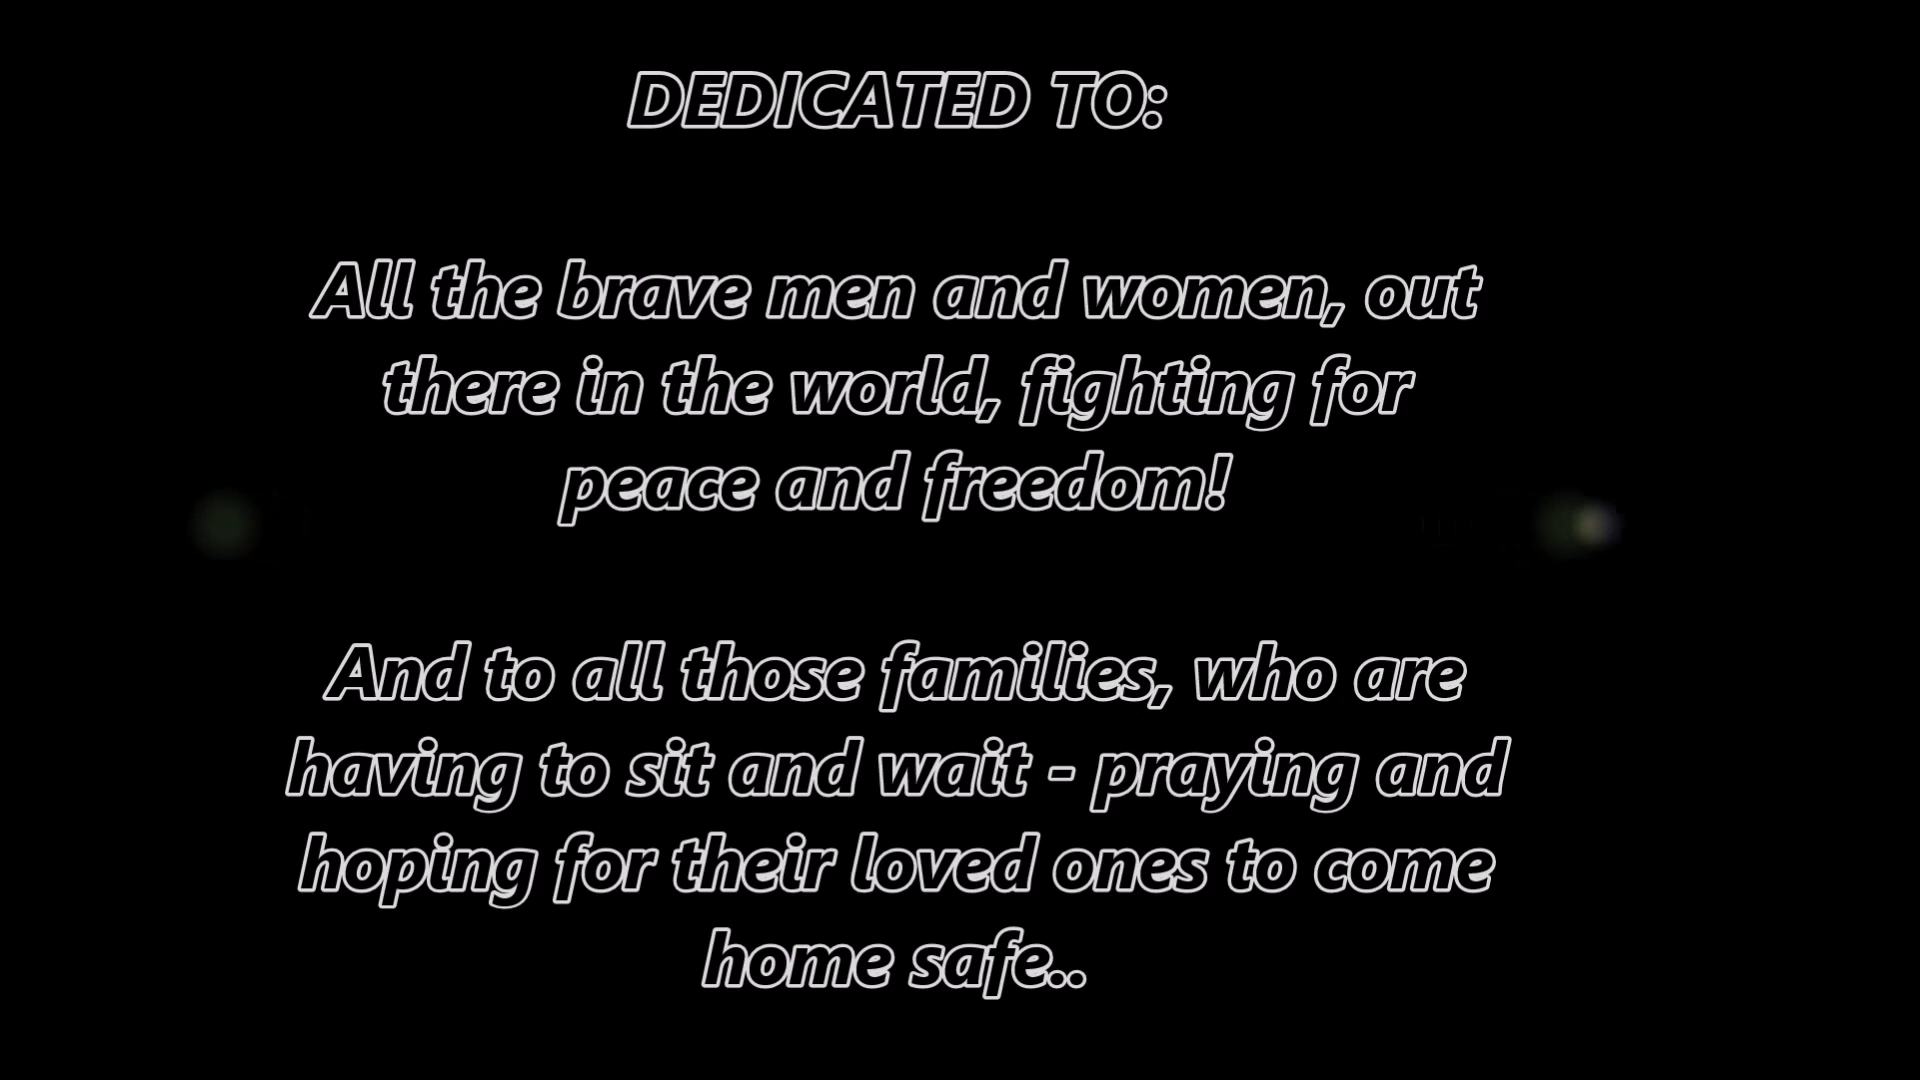 DEDICATED TO:
All the brave men and women, out
there in the world, fighting for
peace and freedom!
And to all those families, who are
having to sit and wait - praying and
hoping for their loved ones to come
home safe..